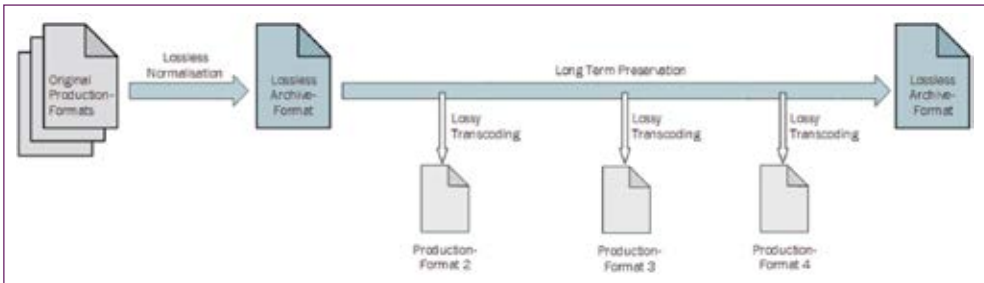 Original
Production-
Formats
Lossless
Normalisation
Lossless
Archive-
Format
Long Term Preservation
Lossless
Archive-
Format
Lossy
Transcoding
Lossy
Transcoding
Lossy
Transcoding
Production-
Format 2
Production-
Format 3
Production-
Format 4